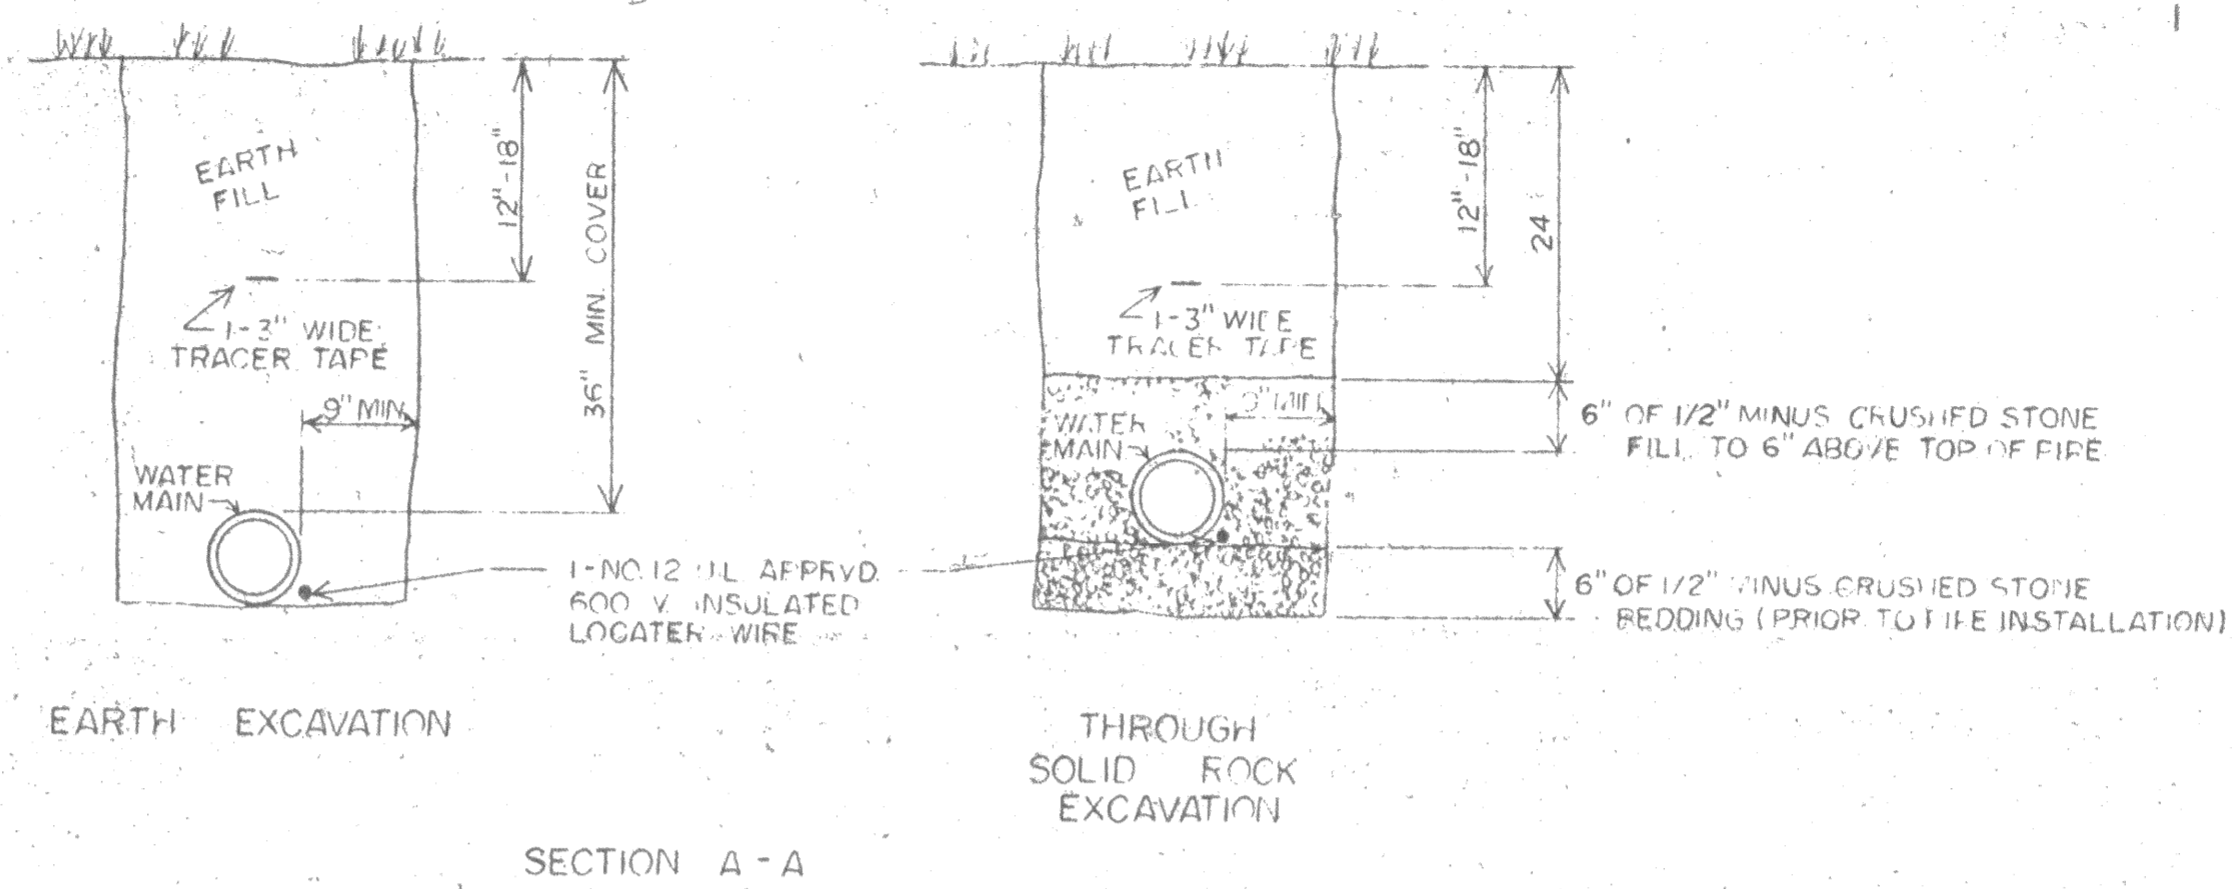 EARTH
FILL
12"-18"
36" MIN. COVER
1-3" WIDE
TRACER TAPE
9" MIN.
WATER
MAIN
1-NO. 12 U.L. APPRVD.
600 V. INSULATED
LOCATER WIRE
EARTH EXCAVATION
EARTH
FILL
12"-18"
24
1-3" WIDE
TRACER TAPE
9" MIN.
WATER
MAIN
6" OF 1/2" MINUS CRUSHED STONE
FILL TO 6" ABOVE TOP OF PIPE
6" OF 1/2" MINUS CRUSHED STONE
BEDDING (PRIOR TO PIPE INSTALLATION)
THROUGH
SOLID ROCK
EXCAVATION
SECTION A-A